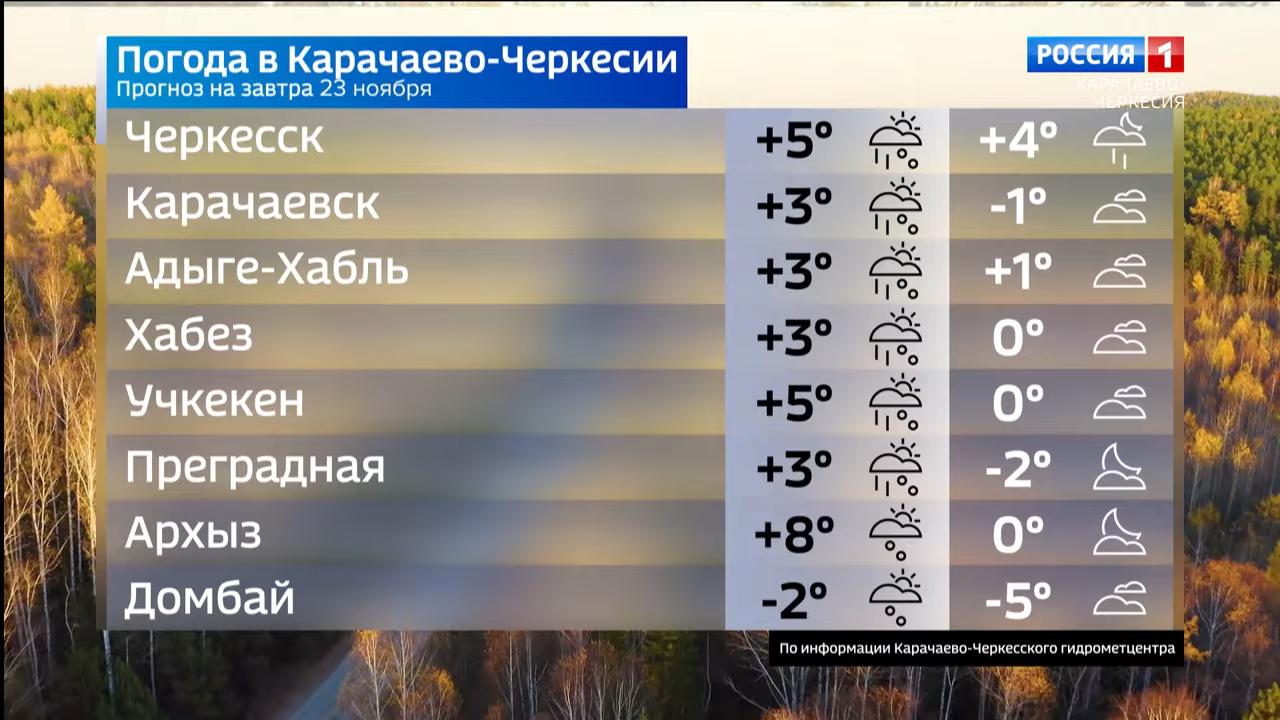 Погода в Карачаево-Черкесии
Прогноз на завтра 23 ноября
РОССИЯ 1
КАРАЧАЕВО-
ЧЕРКЕСИЯ
Черкесск +5° +4°
Карачаевск +3° -1°
Адыге-Хабль +3° +1°
Хабез +3° 0°
Учкекен +5° 0°
Преградная +3° -2°
Архыз +8° 0°
Домбай -2° -5°
По информации Карачаево-Черкесского гидрометцентра